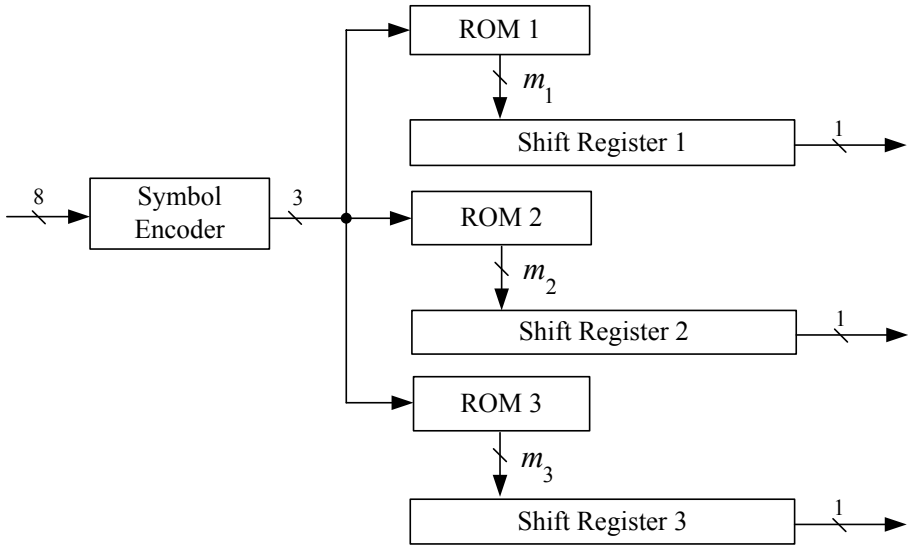 ROM 1
m1
Shift Register 1
1
8
Symbol
Encoder
3
ROM 2
m2
Shift Register 2
1
ROM 3
m3
Shift Register 3
1